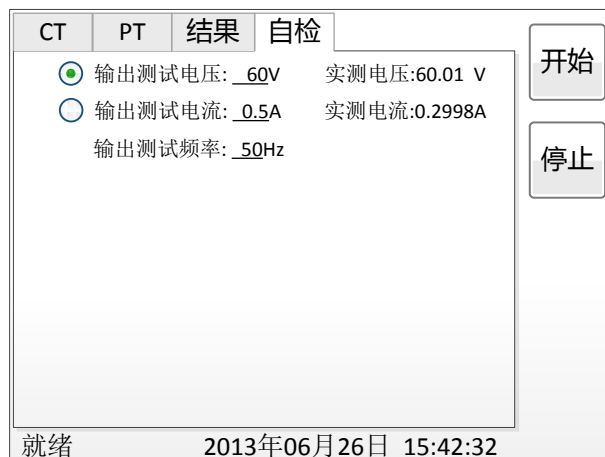 CT PT 结果 自检
输出测试电压: 60V 实测电压:60.01 V
输出测试电流: 0.5A 实测电流:0.2998A
输出测试频率: 50Hz
开始
停止
就绪 2013年06月26日 15:42:32